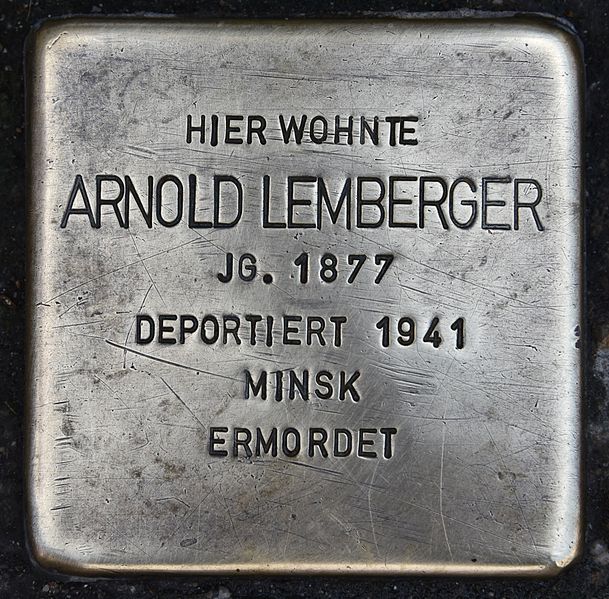 HIER WOHNTE
ARNOLD LEMBERGER
JG. 1877
DEPORTIERT 1941
MINSK
ERMORDET